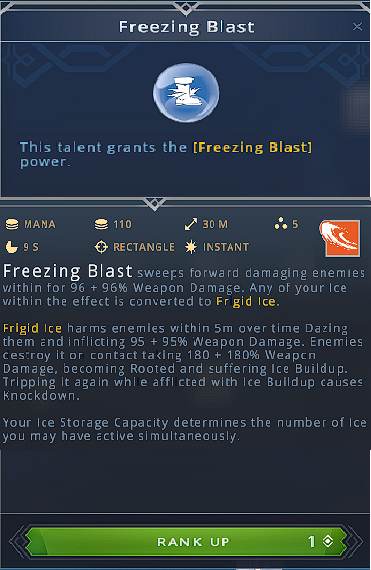 Freezing Blast
This talent grants the [Freezing Blast]
power.
MANA 110 30 M 5
9 S RECTANGLE INSTANT
Freezing Blast sweeps forward damaging enemies
within for 96 + 96% Weapon Damage. Any of your Ice
within the effect is converted to Frigid Ice.
Frigid Ice harms enemies within 5m over time Dazing
them and inflicting 95 + 95% Weapon Damage. Enemies
destroy it on contact taking 180 + 180% Weapon
Damage, becoming Rooted and suffering Ice Buildup.
Tripping it again while afflicted with Ice Buildup causes
Knockdown.
Your Ice Storage Capacity determines the number of Ice
you may have active simultaneously.
RANK UP 1